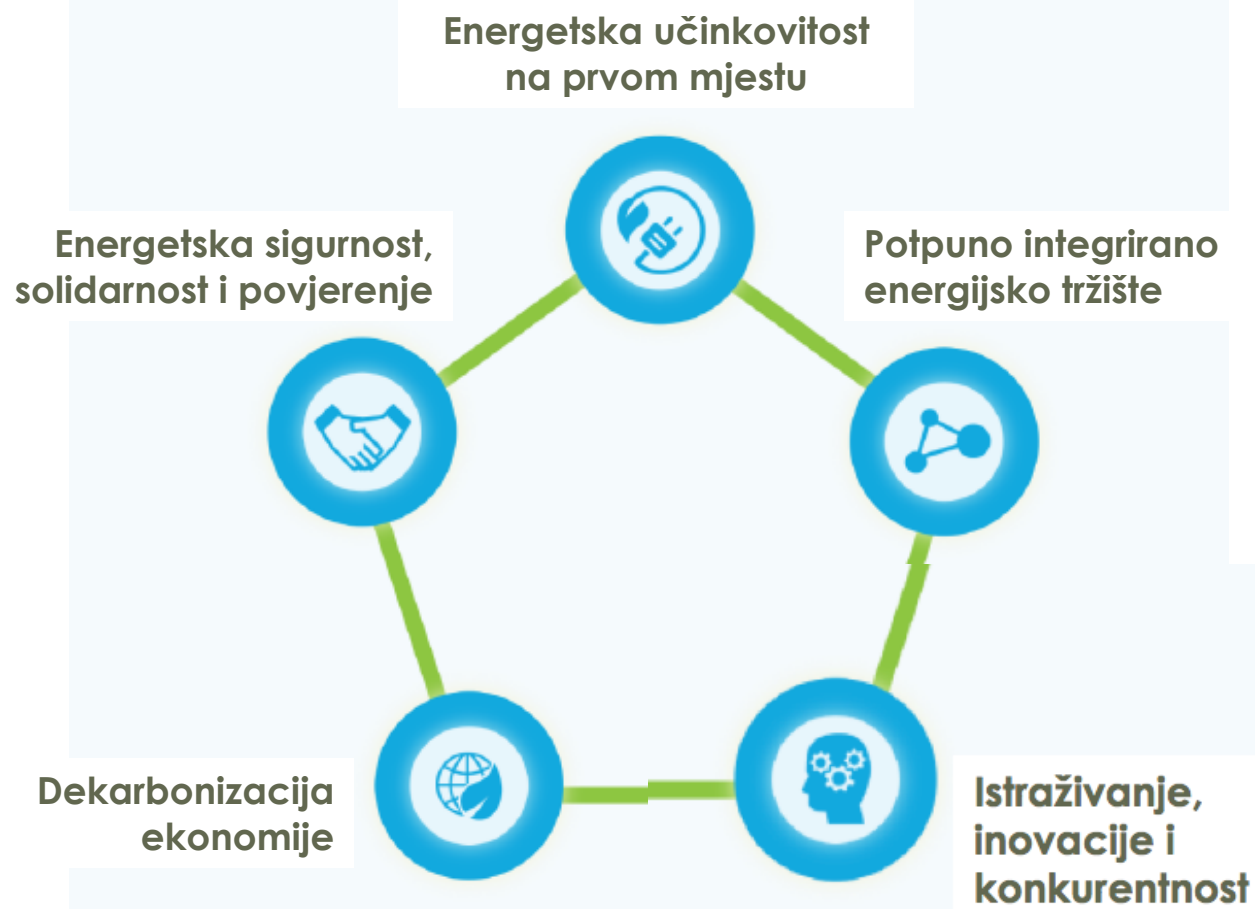 Energetska učinkovitost
na prvom mjestu
Energetska sigurnost,
solidarnost i povjerenje
Potpuno integrirano
energijsko tržište
Dekarbonizacija
ekonomije
Istraživanje,
inovacije i
konkurentnost